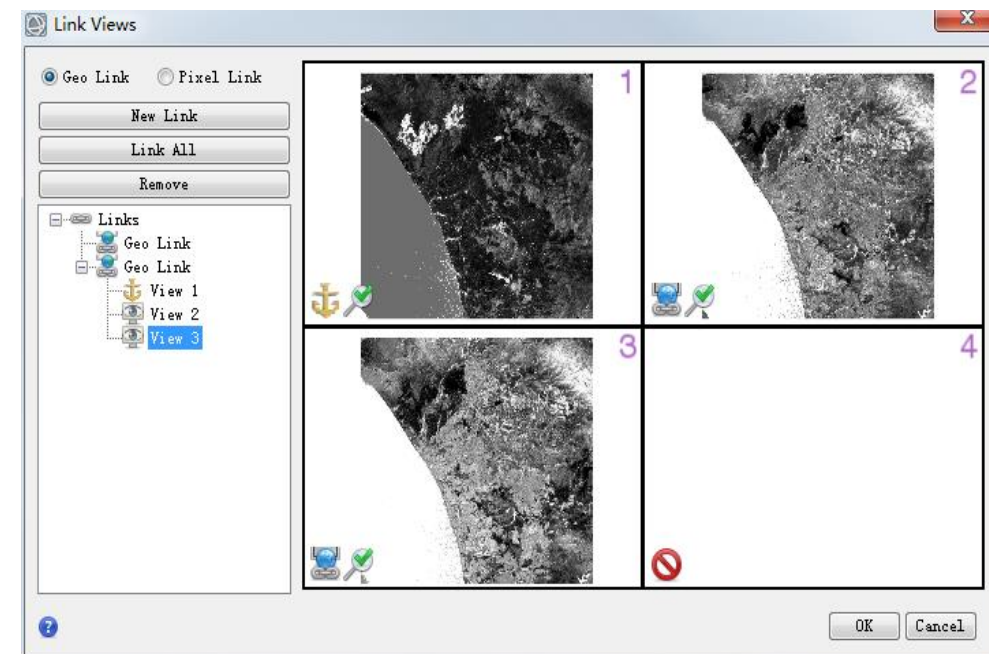 Link Views
Geo Link Pixel Link
New Link
Link All
Remove
Links
Geo Link
Geo Link
View 1
View 2
View 3
1
2
3
4
OK Cancel